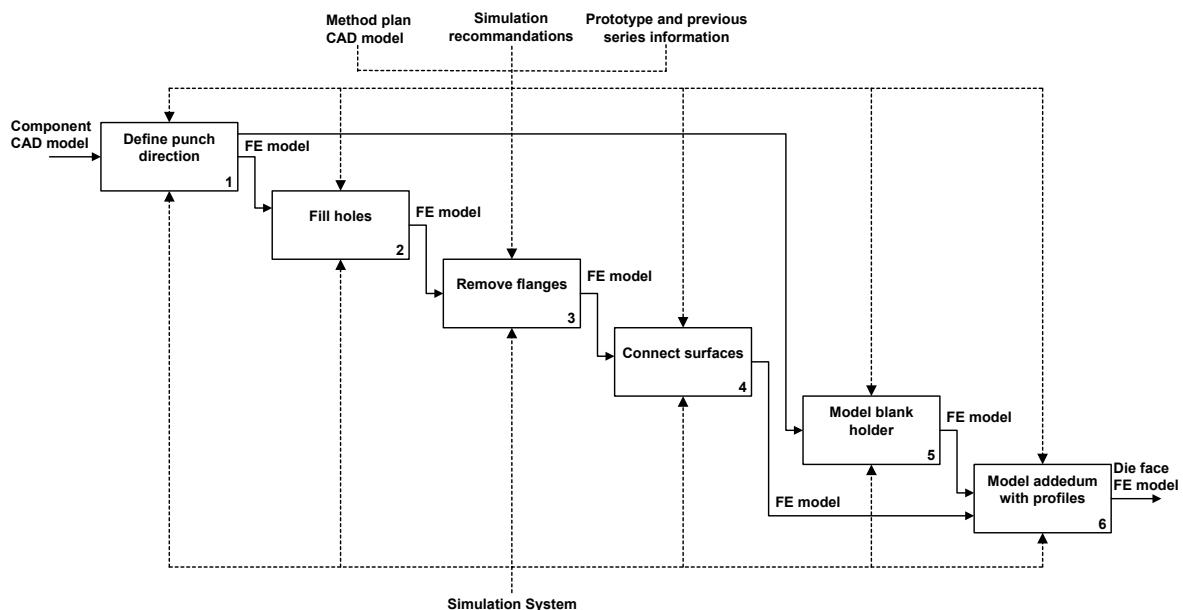 Method plan
CAD model
Simulation
recommandations
Prototype and previous
series information
Component
CAD model
Define punch
direction
1
FE model
Fill holes
2
FE model
Remove flanges
3
FE model
Connect surfaces
4
FE model
Model blank
holder
5
FE model
Model addedum
with profiles
6
Die face
FE model
Simulation System